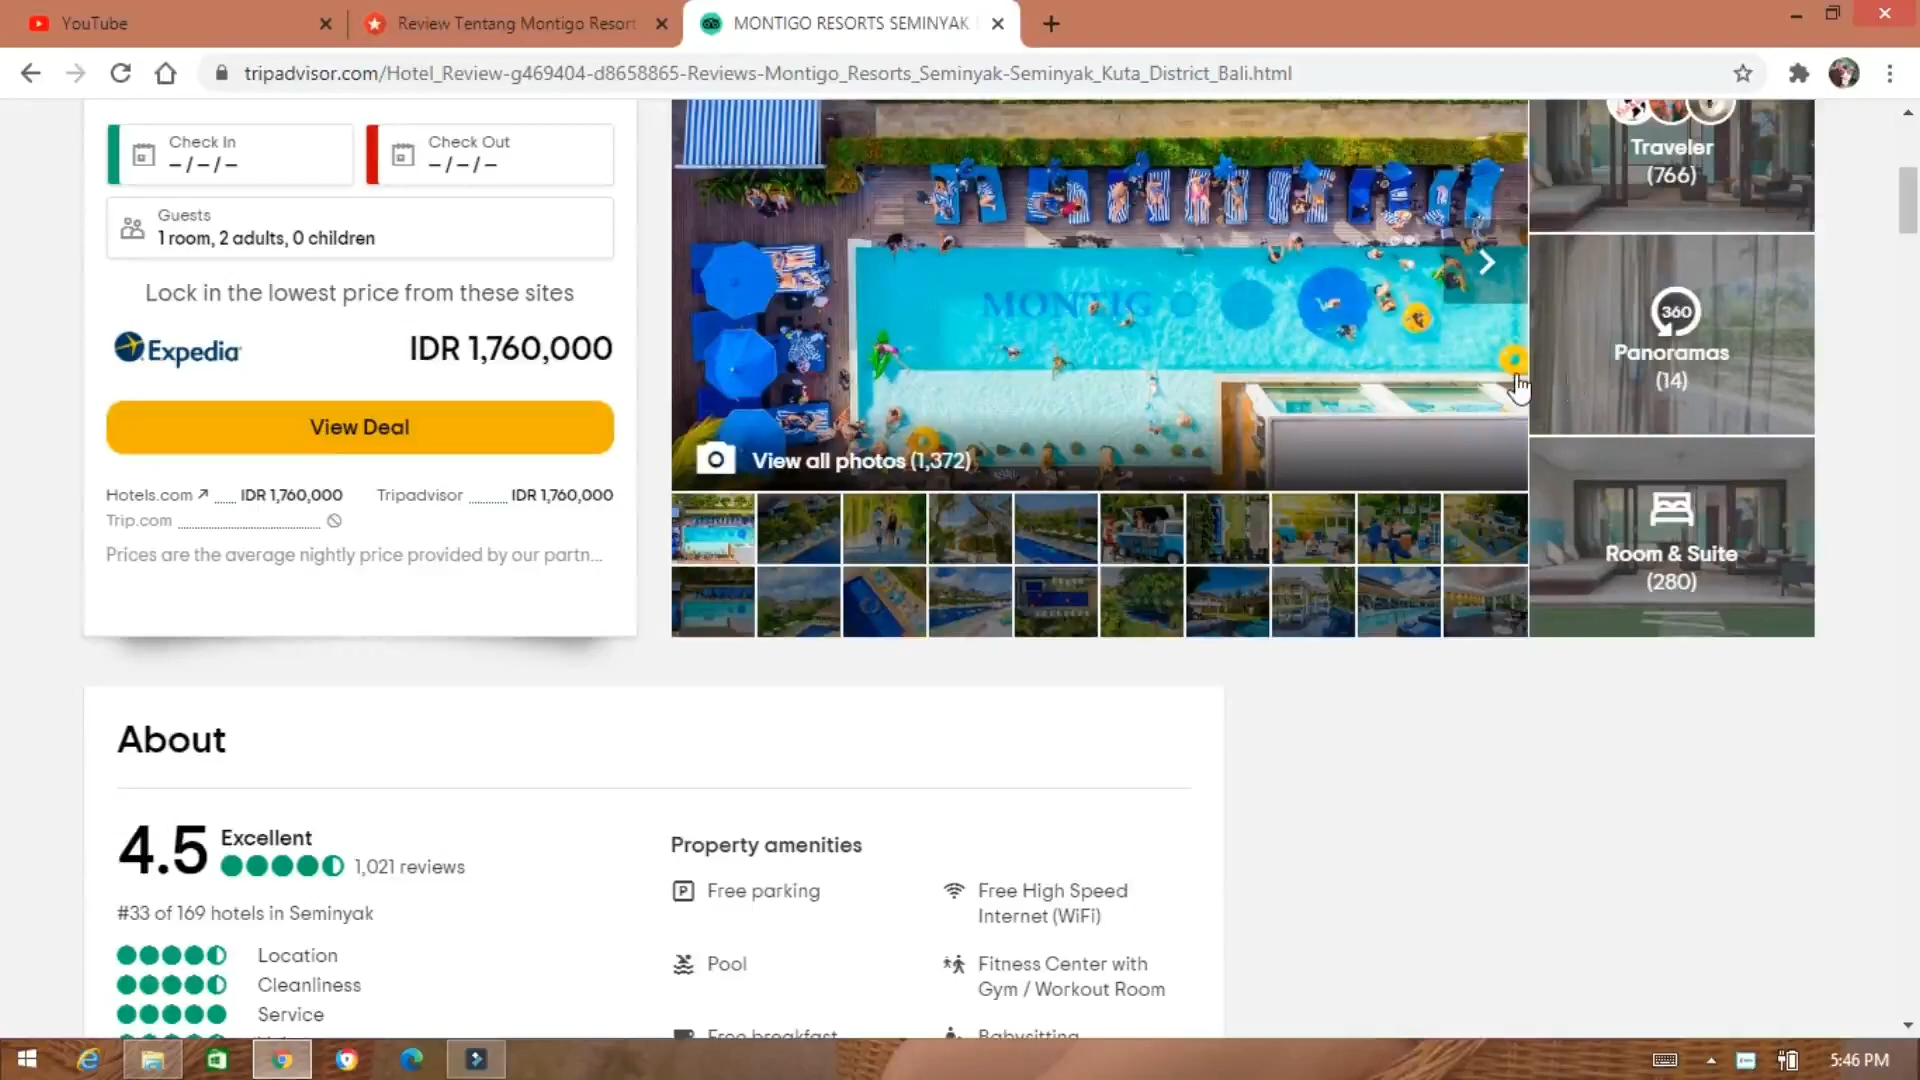 YouTube
Review Tentang Montigo Resort
MONTIGO RESORTS SEMINYAK
tripadvisor.com/Hotel_Review-g469404-d8658865-Reviews-Montigo_Resorts_Seminyak-Seminyak_Kuta_District_Bali.html
Check In
– / – / –
Check Out
– / – / –
Guests
1 room, 2 adults, 0 children
Lock in the lowest price from these sites
Expedia
IDR 1,760,000
View Deal
Hotels.com IDR 1,760,000
Tripadvisor IDR 1,760,000
Trip.com
Prices are the average nightly price provided by our partn...
MONTIG
View all photos (1,372)
Traveler
(766)
360
Panoramas
(14)
Room & Suite
(280)
About
4.5
Excellent
1,021 reviews
#33 of 169 hotels in Seminyak
Location
Cleanliness
Service
Property amenities
Free parking
Free High Speed
Internet (WiFi)
Pool
Fitness Center with
Gym / Workout Room
Free breakfast
Babysitting
5:46 PM